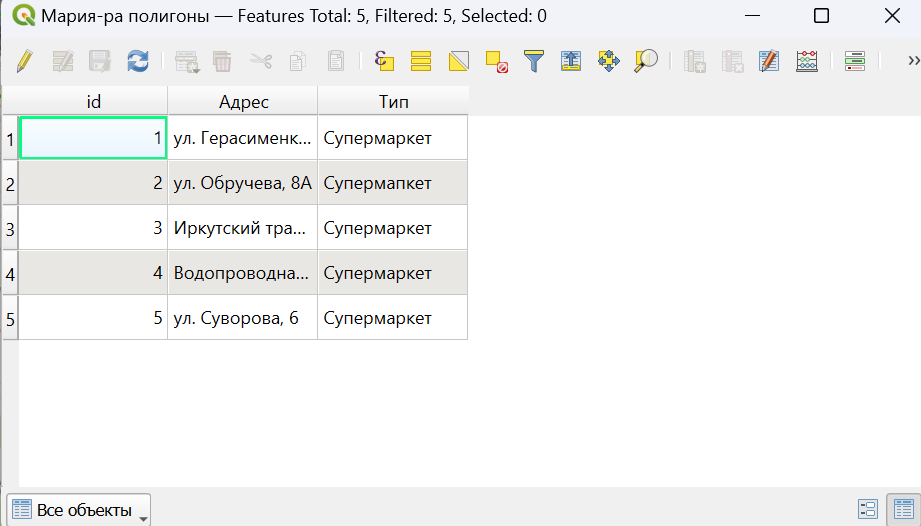 Мария-ра полигоны — Features Total: 5, Filtered: 5, Selected: 0
id Адрес Тип
1 1 ул. Герасименк... Супермаркет
2 2 ул. Обручева, 8А Супермапкет
3 3 Иркутский тра... Супермаркет
4 4 Водопроводна... Супермаркет
5 5 ул. Суворова, 6 Супермаркет
Все объекты